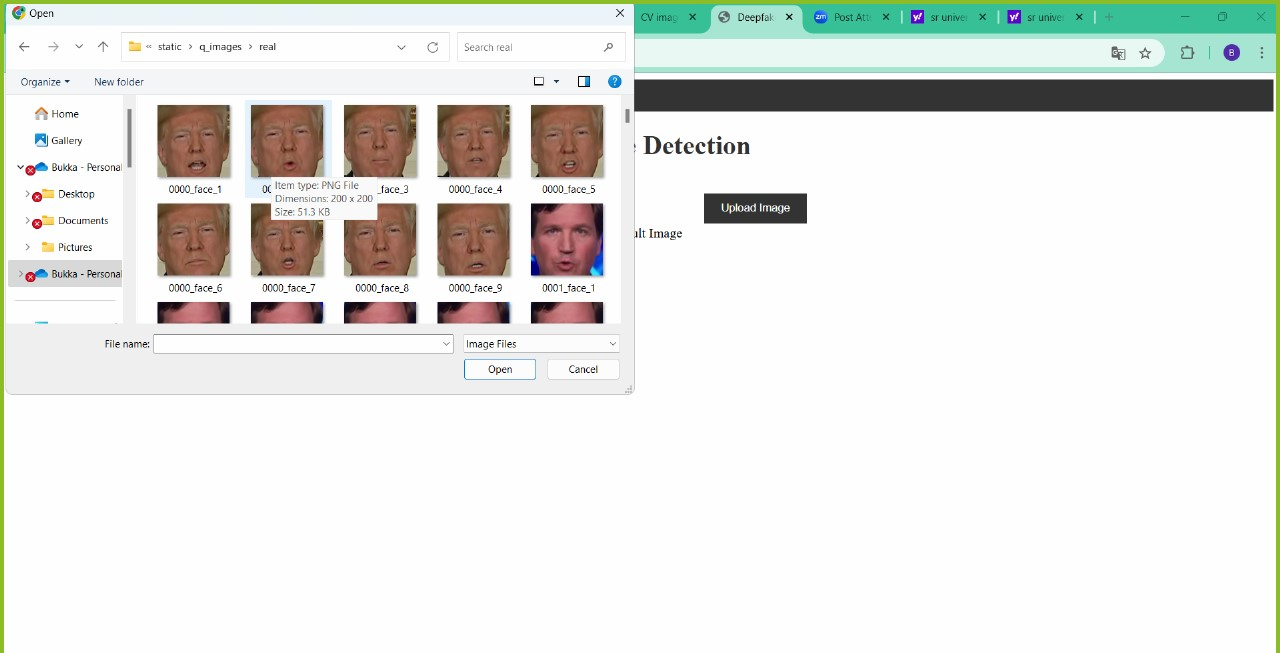 Open
CV imag
Deepfak
Post Atte
sr univer
sr univer
static
q_images
real
Search real
Organize
New folder
Detection
Home
Gallery
Bukka - Personal
Desktop
Documents
Pictures
Bukka - Personal
0000_face_1
_face_3
0000_face_4
0000_face_5
Item type: PNG File
Dimensions: 200 x 200
Size: 51.3 KB
0000_face_6
0000_face_7
0000_face_8
0000_face_9
0001_face_1
Upload Image
ult Image
File name:
Image Files
Open
Cancel
B